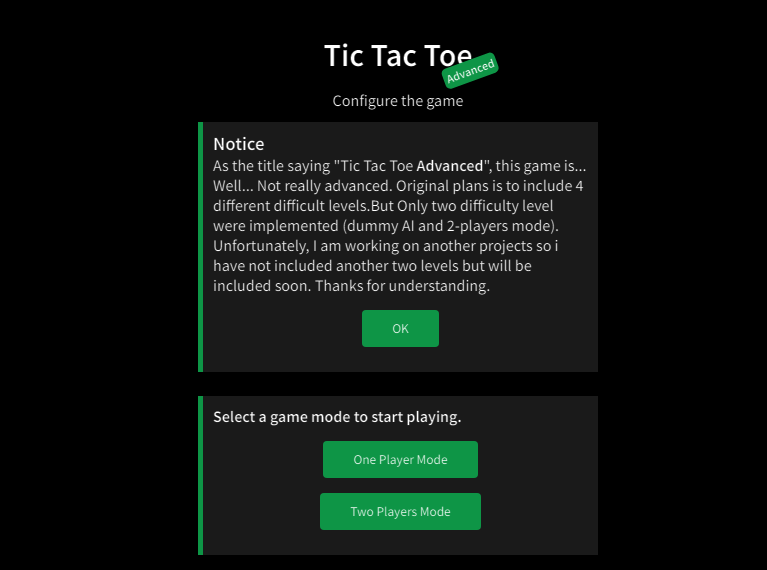 Tic Tac Toe
Advanced
Configure the game
Notice
As the title saying "Tic Tac Toe Advanced", this game is...
Well... Not really advanced. Original plans is to include 4
different difficult levels.But Only two difficulty level
were implemented (dummy AI and 2-players mode).
Unfortunately, I am working on another projects so i
have not included another two levels but will be
included soon. Thanks for understanding.
OK
Select a game mode to start playing.
One Player Mode
Two Players Mode